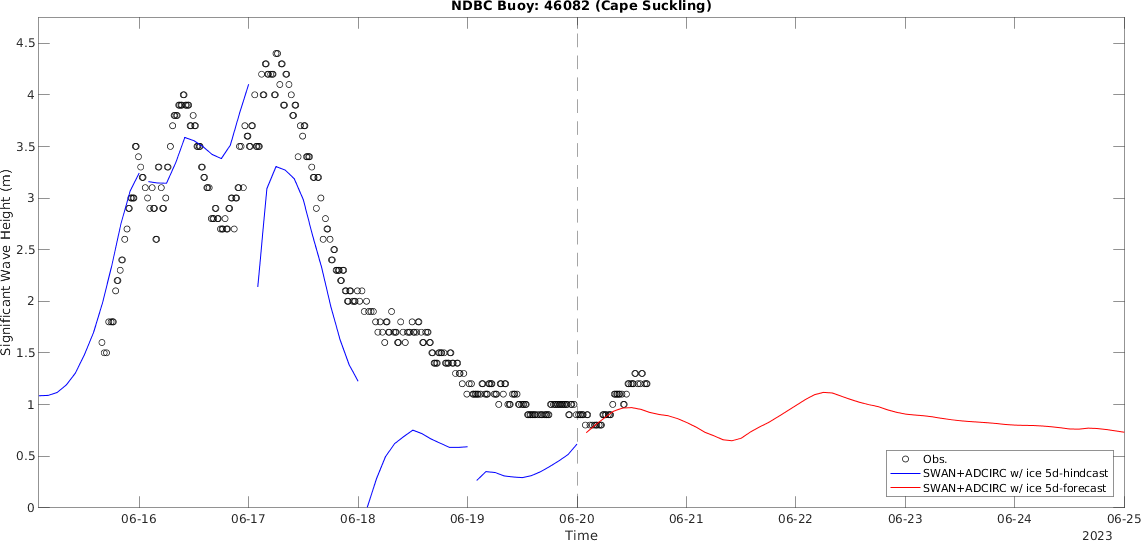 NDBC Buoy: 46082 (Cape Suckling)
Significant Wave Height (m)
4.5
4
3.5
3
2.5
2
1.5
1
0.5
0
06-16 06-17 06-18 06-19 06-20 06-21 06-22 06-23 06-24 06-25
Time
2023
Obs.
SWAN+ADCIRC w/ ice 5d-hindcast
SWAN+ADCIRC w/ ice 5d-forecast